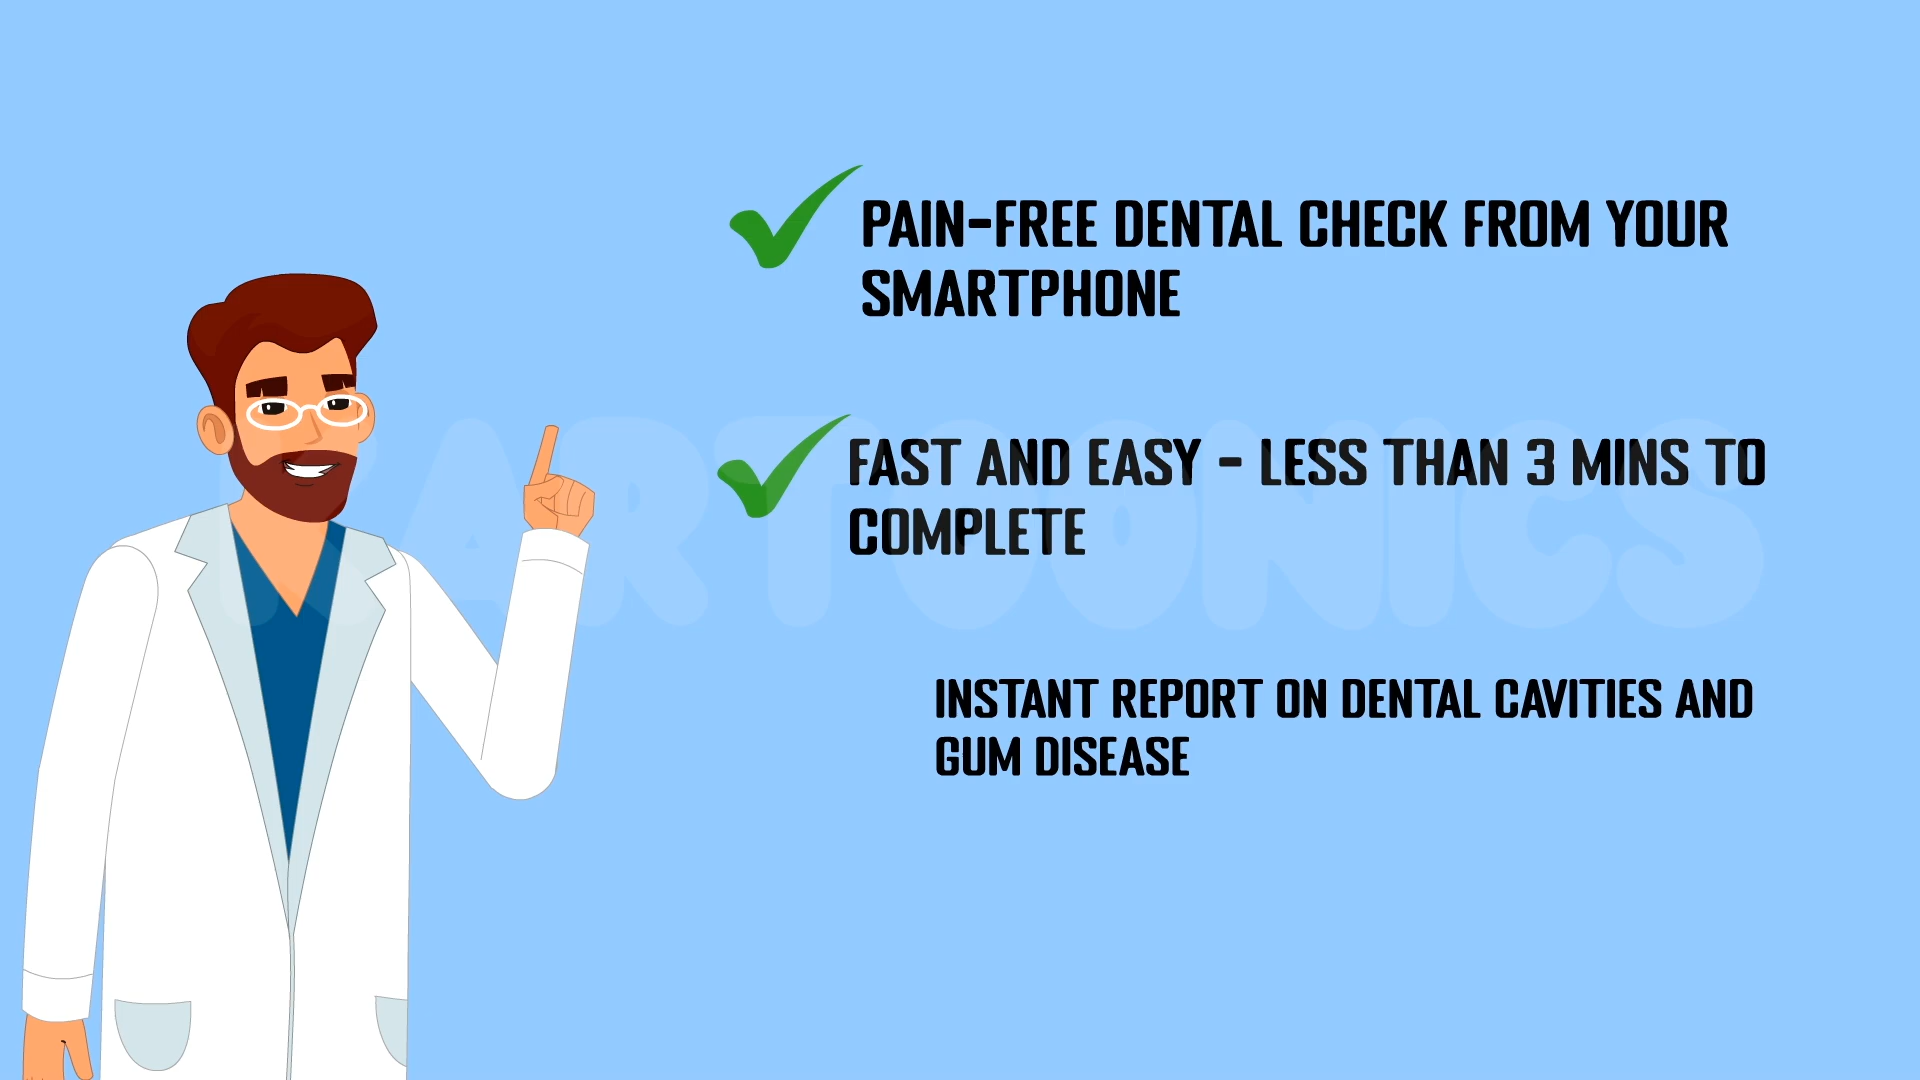 PAIN-FREE DENTAL CHECK FROM YOUR
SMARTPHONE
FAST AND EASY - LESS THAN 3 MINS TO
COMPLETE
KARTOONICS
INSTANT REPORT ON DENTAL CAVITIES AND
GUM DISEASE